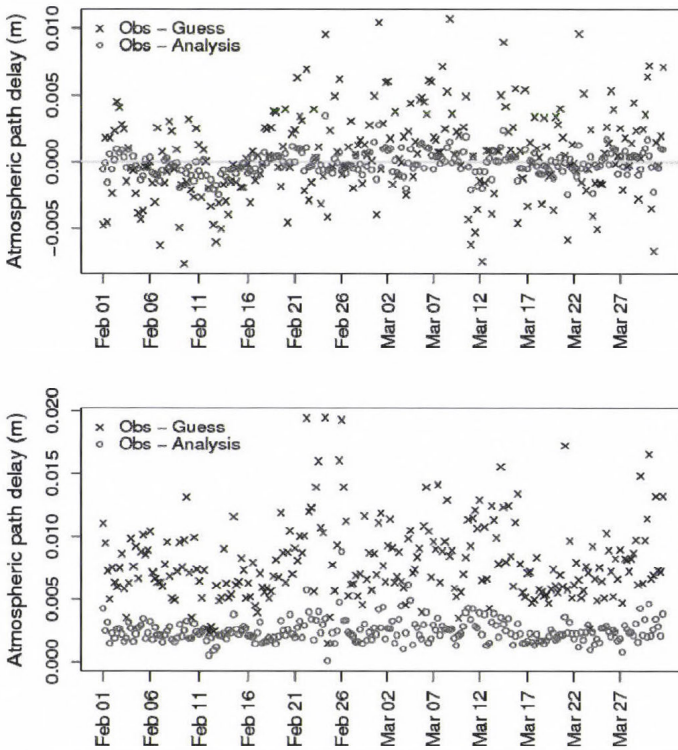 Atmospheric path delay (m)
0.010
0.005
0.000
−0.005
× Obs − Guess
○ Obs − Analysis
Feb 01
Feb 06
Feb 11
Feb 16
Feb 21
Feb 26
Mar 02
Mar 07
Mar 12
Mar 17
Mar 22
Mar 27
Atmospheric path delay (m)
0.020
0.015
0.010
0.005
0.000
× Obs − Guess
○ Obs − Analysis
Feb 01
Feb 06
Feb 11
Feb 16
Feb 21
Feb 26
Mar 02
Mar 07
Mar 12
Mar 17
Mar 22
Mar 27